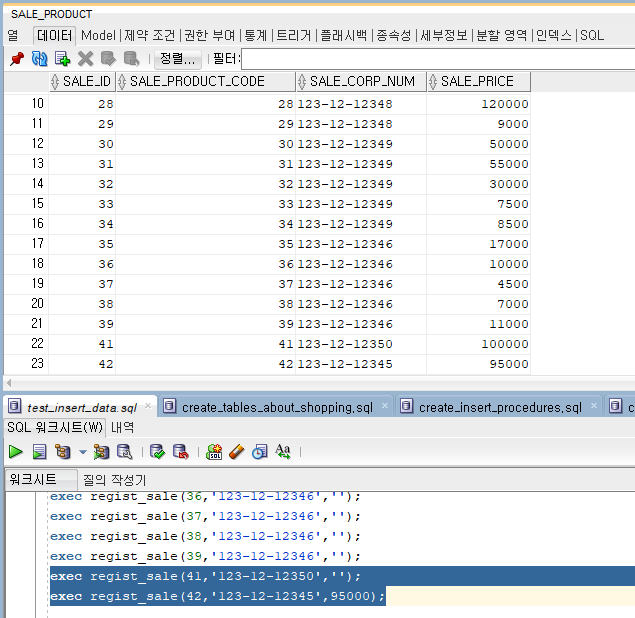 SALE_PRODUCT
열 데이터 Model 제약 조건 권한 부여 통계 트리거 플래시백 종속성 세부정보 분할 영역 인덱스 SQL
정렬... 필터:
SALE_ID SALE_PRODUCT_CODE SALE_CORP_NUM SALE_PRICE
10 28 28 123-12-12348 120000
11 29 29 123-12-12348 9000
12 30 30 123-12-12349 50000
13 31 31 123-12-12349 55000
14 32 32 123-12-12349 30000
15 33 33 123-12-12349 7500
16 34 34 123-12-12349 8500
17 35 35 123-12-12346 17000
18 36 36 123-12-12346 10000
19 37 37 123-12-12346 4500
20 38 38 123-12-12346 7000
21 39 39 123-12-12346 11000
22 41 41 123-12-12350 100000
23 42 42 123-12-12345 95000
test_insert_data.sql create_tables_about_shopping.sql create_insert_procedures.sql c
SQL 워크시트(W) 내역
Aa
워크시트 질의 작성기
exec regist_sale(36,'123-12-12346','');
exec regist_sale(37,'123-12-12346','');
exec regist_sale(38,'123-12-12346','');
exec regist_sale(39,'123-12-12346','');
exec regist_sale(41,'123-12-12350','');
exec regist_sale(42,'123-12-12345',95000);